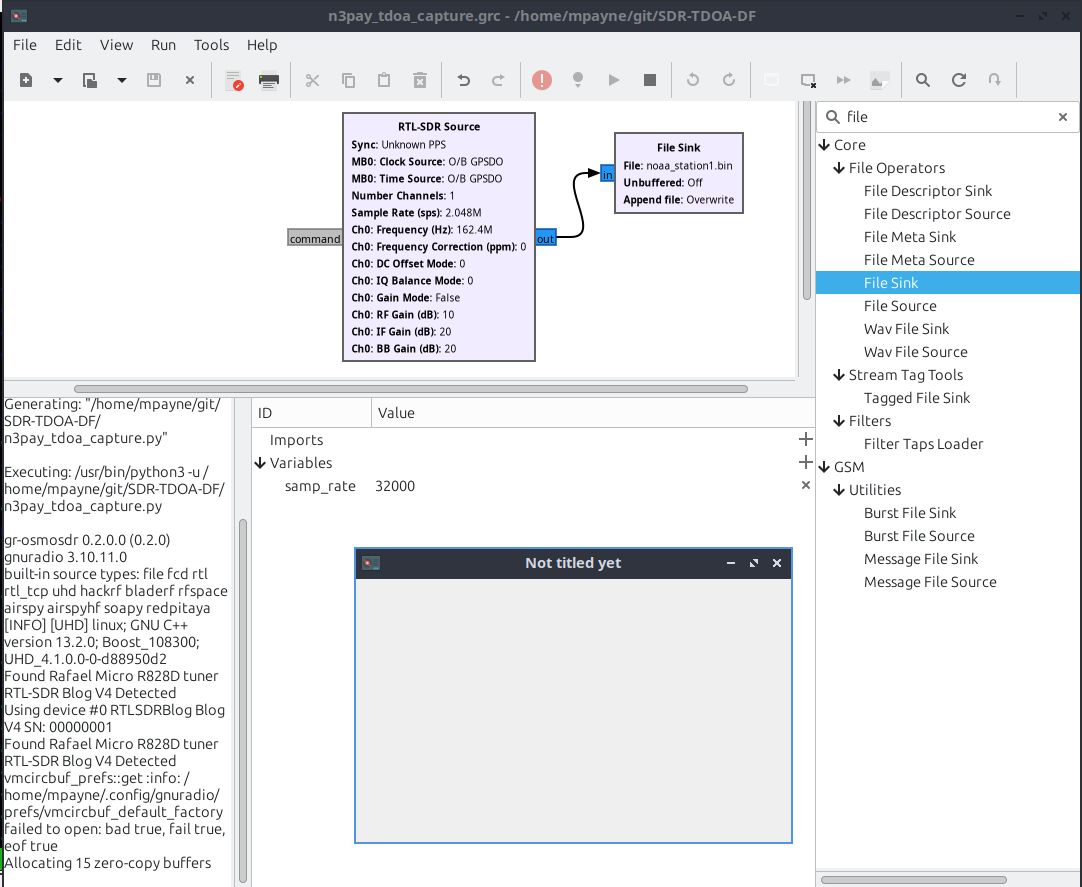 n3pay_tdoa_capture.grc - /home/mpayne/git/SDR-TDOA-DF
File Edit View Run Tools Help
RTL-SDR Source
Sync: Unknown PPS
MB0: Clock Source: O/B GPSDO
MB0: Time Source: O/B GPSDO
Number Channels: 1
Sample Rate (sps): 2.048M
Ch0: Frequency (Hz): 162.4M
Ch0: Frequency Correction (ppm): 0
Ch0: DC Offset Mode: 0
Ch0: IQ Balance Mode: 0
Ch0: Gain Mode: False
Ch0: RF Gain (dB): 10
Ch0: IF Gain (dB): 20
Ch0: BB Gain (dB): 20
command
out
in
File Sink
File: noaa_station1.bin
Unbuffered: Off
Append file: Overwrite
file
Core
File Operators
File Descriptor Sink
File Descriptor Source
File Meta Sink
File Meta Source
File Sink
File Source
Wav File Sink
Wav File Source
Stream Tag Tools
Tagged File Sink
Filters
Filter Taps Loader
GSM
Utilities
Burst File Sink
Burst File Source
Message File Sink
Message File Source
Generating: "/home/mpayne/git/
SDR-TDOA-DF/
n3pay_tdoa_capture.py"
Executing: /usr/bin/python3 -u /
home/mpayne/git/SDR-TDOA-DF/
n3pay_tdoa_capture.py
gr-osmosdr 0.2.0.0 (0.2.0)
gnuradio 3.10.11.0
built-in source types: file fcd rtl
rtl_tcp uhd hackrf bladerf rfspace
airspy airspyhf soapy redpitaya
[INFO] [UHD] linux; GNU C++
version 13.2.0; Boost_108300;
UHD_4.1.0.0-0-d88950d2
Found Rafael Micro R828D tuner
RTL-SDR Blog V4 Detected
Using device #0 RTLSDRBlog Blog
V4 SN: 00000001
Found Rafael Micro R828D tuner
RTL-SDR Blog V4 Detected
vmcircbuf_prefs::get :info: /
home/mpayne/.config/gnuradio/
prefs/vmcircbuf_default_factory
failed to open: bad true, fail true,
eof true
Allocating 15 zero-copy buffers
ID Value
Imports
Variables
samp_rate 32000
Not titled yet